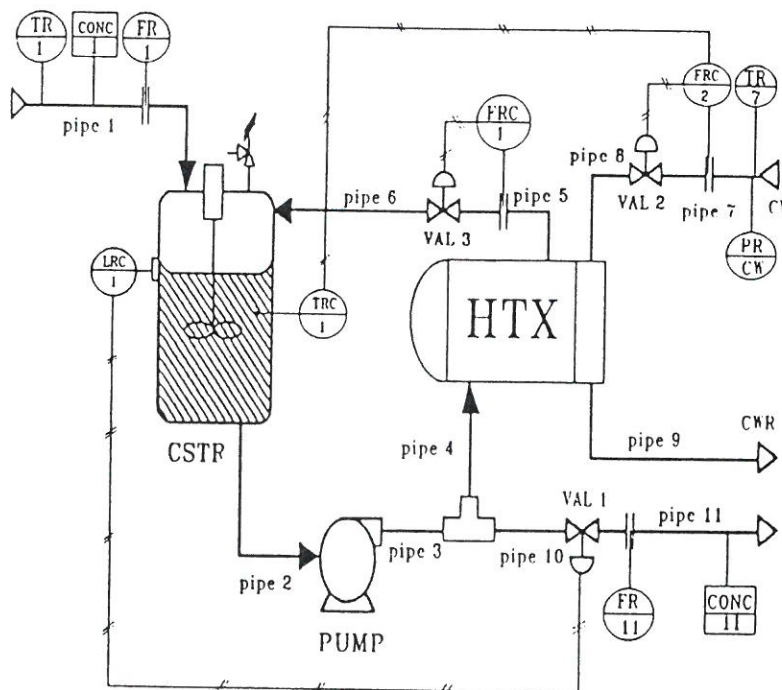 TR
1
CONC
1
FR
1
pipe 1
FRC
1
FRC
2
TR
7
pipe 8
pipe 6
pipe 5
VAL 3
VAL 2
pipe 7
PR
CW
LRC
1
TRC
1
HTX
CSTR
pipe 4
pipe 9
CWR
VAL 1
pipe 3
pipe 10
pipe 11
pipe 2
PUMP
FR
11
CONC
11